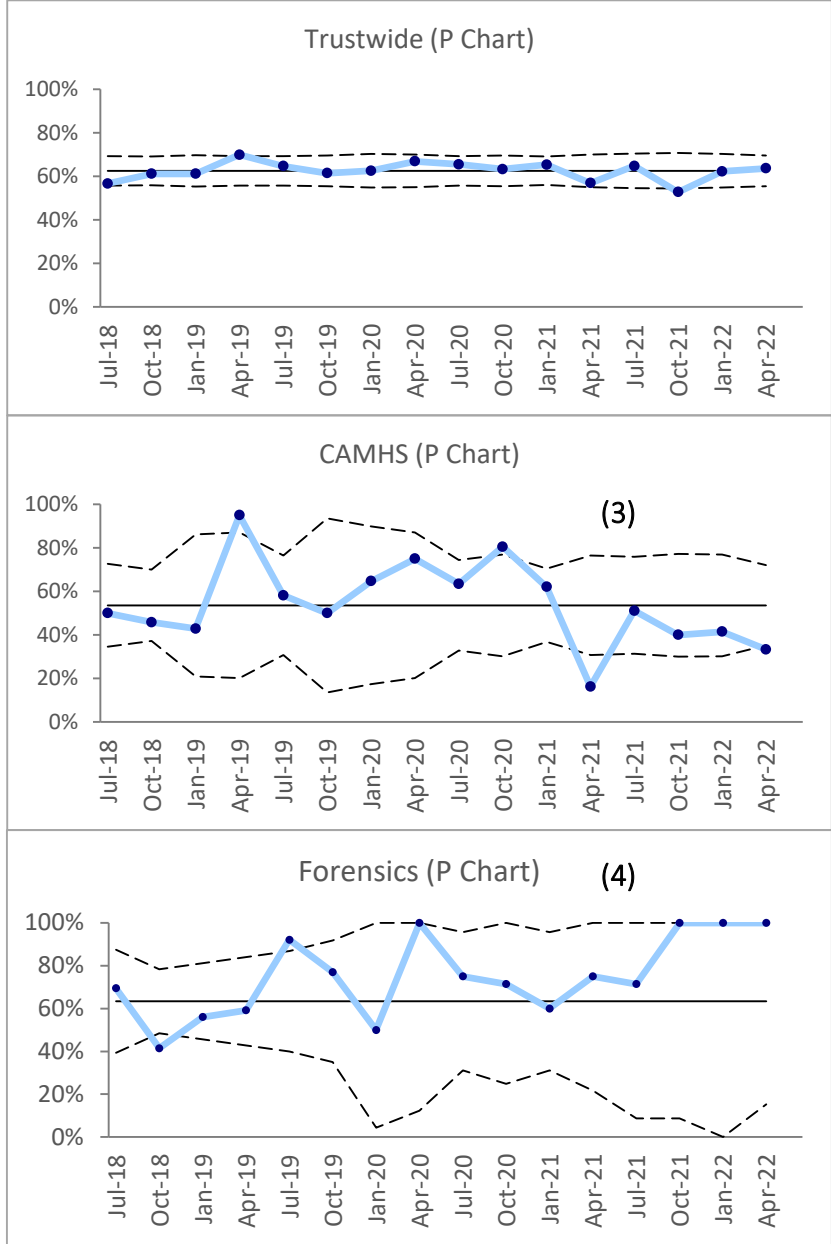 Trustwide (P Chart)
100%
80%
60%
40%
20%
0%
Jul-18
Oct-18
Jan-19
Apr-19
Jul-19
Oct-19
Jan-20
Apr-20
Jul-20
Oct-20
Jan-21
Apr-21
Jul-21
Oct-21
Jan-22
Apr-22
CAMHS (P Chart)
(3)
100%
80%
60%
40%
20%
0%
Jul-18
Oct-18
Jan-19
Apr-19
Jul-19
Oct-19
Jan-20
Apr-20
Jul-20
Oct-20
Jan-21
Apr-21
Jul-21
Oct-21
Jan-22
Apr-22
Forensics (P Chart) (4)
100%
80%
60%
40%
20%
0%
Jul-18
Oct-18
Jan-19
Apr-19
Jul-19
Oct-19
Jan-20
Apr-20
Jul-20
Oct-20
Jan-21
Apr-21
Jul-21
Oct-21
Jan-22
Apr-22